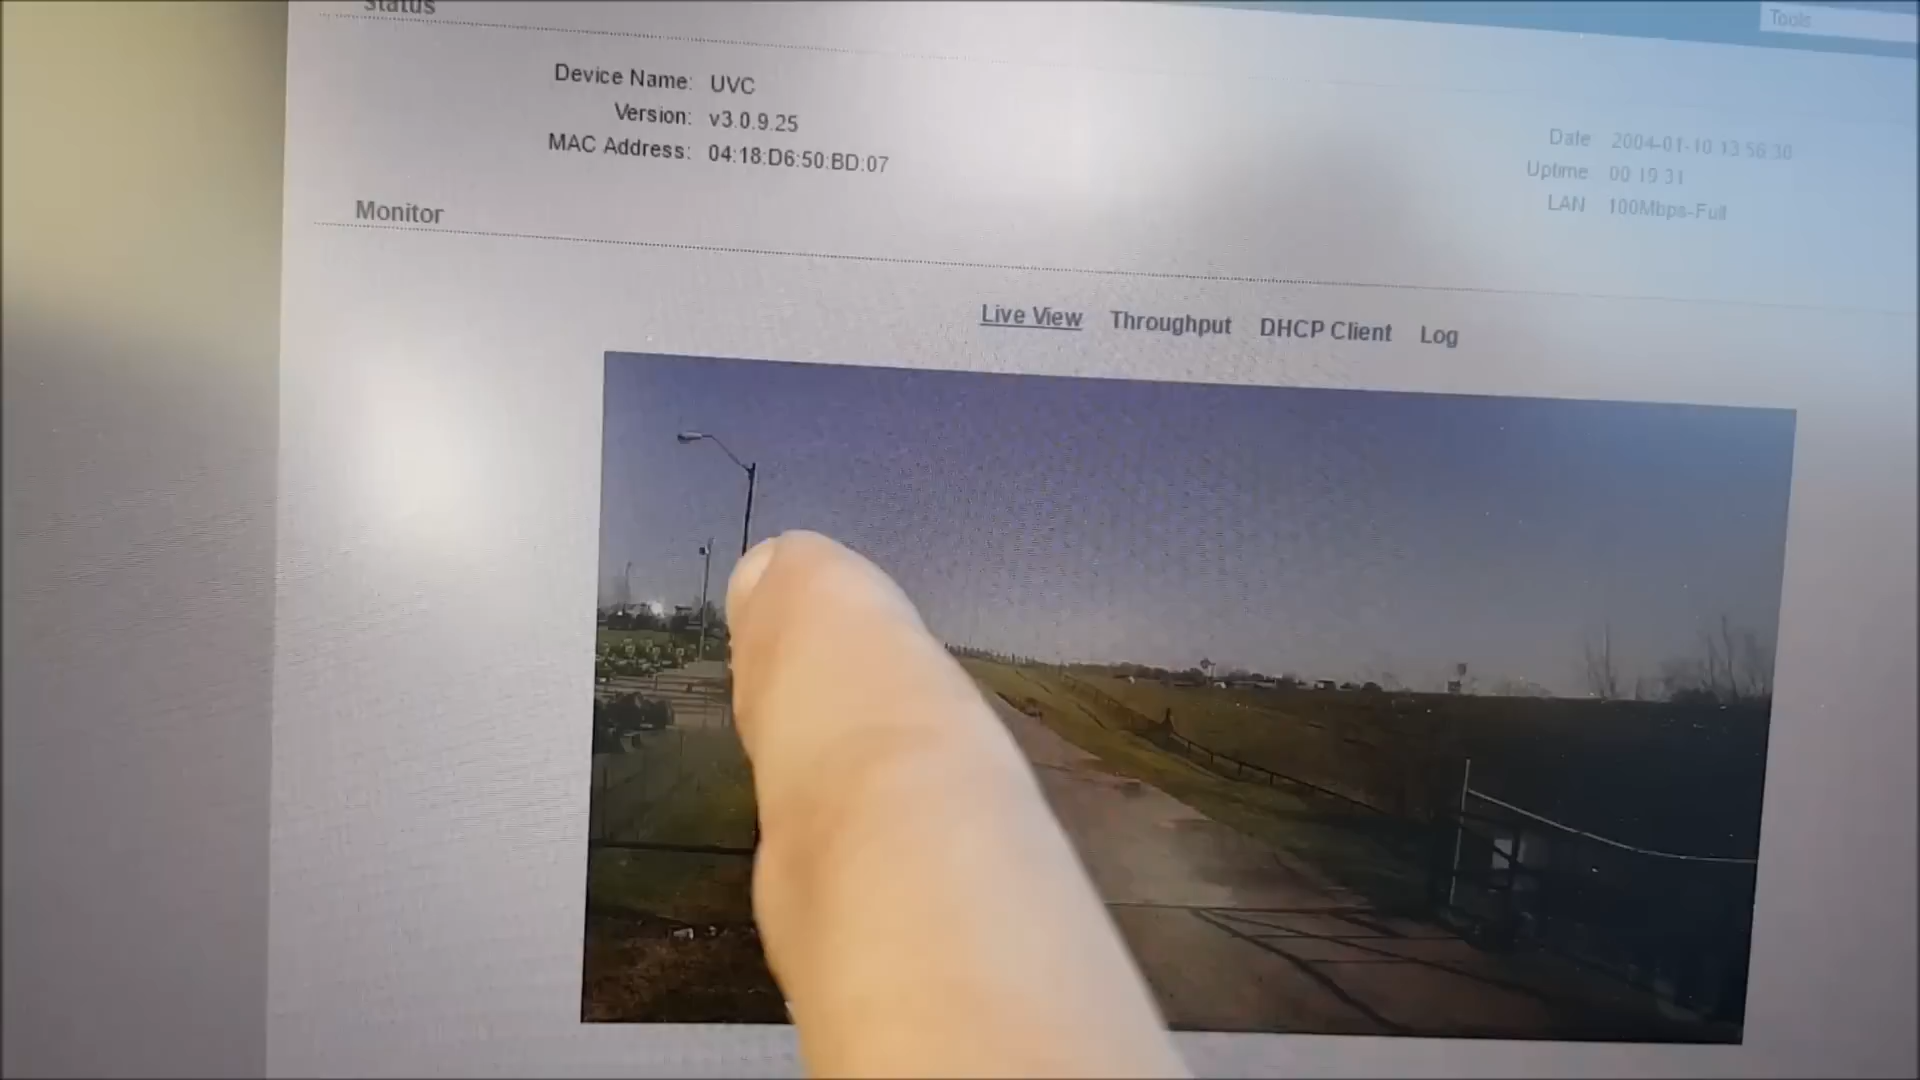 Status
Tools
Device Name: UVC
Version: v3.0.9.25
MAC Address: 04:18:D6:50:BD:07
Date 2004-01-10 13:56:30
Uptime 00:19:31
LAN 100Mbps-Full
Monitor
Live View Throughput DHCP Client Log